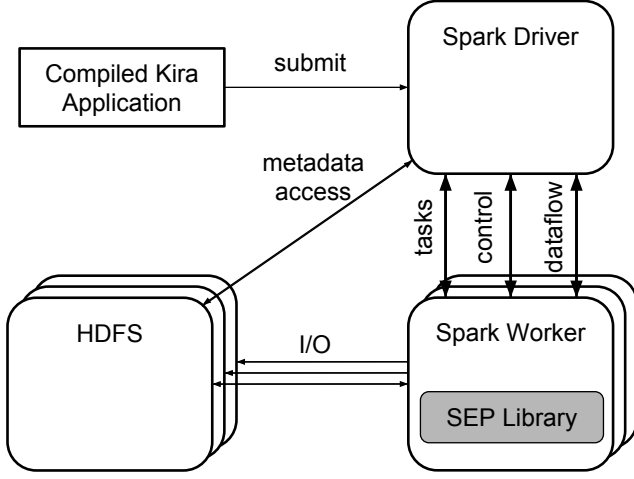 Spark Driver
Compiled Kira
Application
submit
metadata
access
tasks
control
dataflow
HDFS
I/O
Spark Worker
SEP Library